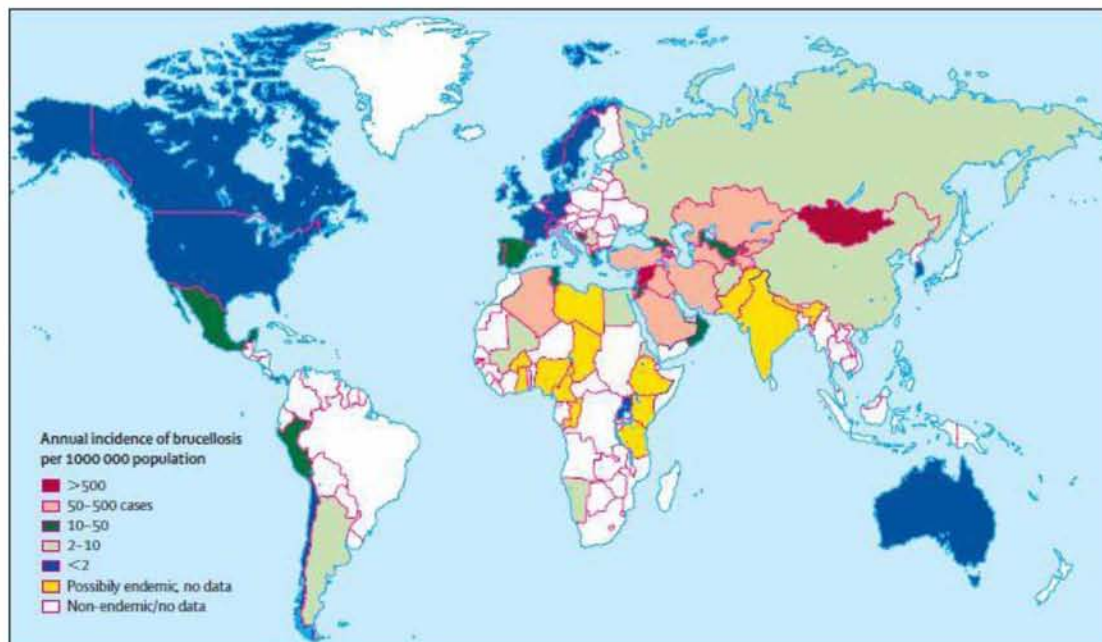 Annual incidence of brucellosis
per 1000 000 population
>500
50–500 cases
10–50
2–10
<2
Possibily endemic, no data
Non-endemic/no data